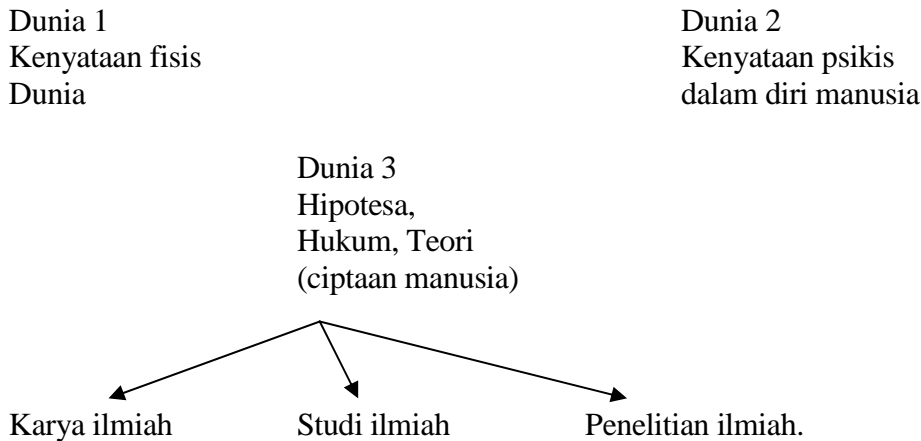 Dunia 1
Kenyataan fisis
Dunia
Dunia 2
Kenyataan psikis
dalam diri manusia
Dunia 3
Hipotesa,
Hukum, Teori
(ciptaan manusia)
Karya ilmiah
Studi ilmiah
Penelitian ilmiah.